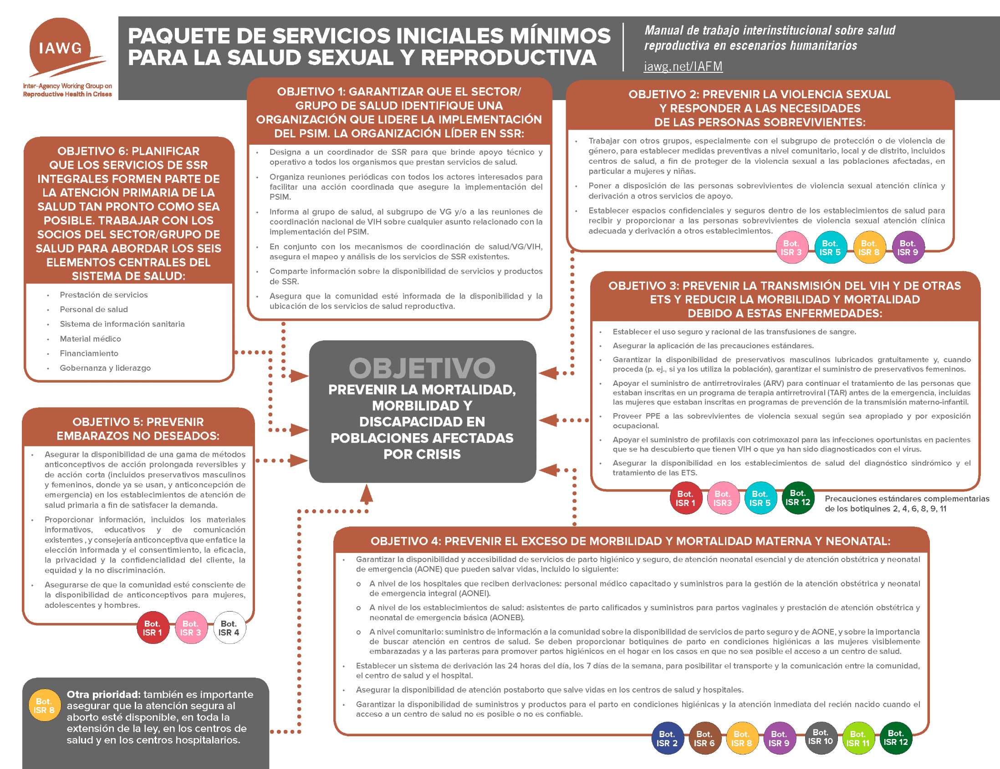 IAWG
Inter-Agency Working Group on
Reproductive Health in Crises
PAQUETE DE SERVICIOS INICIALES MÍNIMOS
PARA LA SALUD SEXUAL Y REPRODUCTIVA
Manual de trabajo interinstitucional sobre salud
reproductiva en escenarios humanitarios
iawg.net/IAFM
OBJETIVO 1: GARANTIZAR QUE EL SECTOR/
GRUPO DE SALUD IDENTIFIQUE UNA
ORGANIZACIÓN QUE LIDERE LA IMPLEMENTACIÓN
DEL PSIM. LA ORGANIZACIÓN LÍDER EN SSR:
• Designa a un coordinador de SSR para que brinde apoyo técnico y
operativo a todos los organismos que prestan servicios de salud.
• Organiza reuniones periódicas con todos los actores interesados para
facilitar una acción coordinada que asegure la implementación del
PSIM.
• Informa al grupo de salud, al subgrupo de VG y/o a las reuniones de
coordinación nacional de VIH sobre cualquier asunto relacionado con la
implementación del PSIM.
• En conjunto con los mecanismos de coordinación de salud/VG/VIH,
asegura el mapeo y análisis de los servicios de SSR existentes.
• Comparte información sobre la disponibilidad de servicios y productos
de SSR.
• Asegura que la comunidad esté informada de la disponibilidad y la
ubicación de los servicios de salud reproductiva.
OBJETIVO 2: PREVENIR LA VIOLENCIA SEXUAL
Y RESPONDER A LAS NECESIDADES
DE LAS PERSONAS SOBREVIVIENTES:
• Trabajar con otros grupos, especialmente con el subgrupo de protección o de violencia de
género, para establecer medidas preventivas a nivel comunitario, local y de distrito, incluidos
centros de salud, a fin de proteger de la violencia sexual a las poblaciones afectadas, en
particular a mujeres y niñas.
• Poner a disposición de las personas sobrevivientes de violencia sexual atención clínica y
derivación a otros servicios de apoyo.
• Establecer espacios confidenciales y seguros dentro de los establecimientos de salud para
recibir y proporcionar a las personas sobrevivientes de violencia sexual atención clínica
adecuada y derivación a otros establecimientos.
Bot.
ISR 3
Bot.
ISR 5
Bot.
ISR 8
Bot.
ISR 9
OBJETIVO 3: PREVENIR LA TRANSMISIÓN DEL VIH Y DE OTRAS
ETS Y REDUCIR LA MORBILIDAD Y MORTALIDAD
DEBIDO A ESTAS ENFERMEDADES:
• Establecer el uso seguro y racional de las transfusiones de sangre.
• Asegurar la aplicación de las precauciones estándares.
• Garantizar la disponibilidad de preservativos masculinos lubricados gratuitamente y, cuando
proceda (p. ej., si ya los utiliza la población), garantizar el suministro de preservativos femeninos.
• Apoyar el suministro de antirretrovirales (ARV) para continuar el tratamiento de las personas que
estaban inscritas en un programa de terapia antirretroviral (TAR) antes de la emergencia, incluidas
las mujeres que estaban inscritas en programas de prevención de la transmisión materno-infantil.
• Proveer PPE a las sobrevivientes de violencia sexual según sea apropiado y por exposición
ocupacional.
• Apoyar el suministro de profilaxis con cotrimoxazol para las infecciones oportunistas en pacientes
que se ha descubierto que tienen VIH o que ya han sido diagnosticados con el virus.
• Asegurar la disponibilidad en los establecimientos de salud del diagnóstico sindrómico y el
tratamiento de las ETS.
Bot.
ISR 1
Bot.
ISR3
Bot.
ISR 5
Bot.
ISR 12
Precauciones estándares complementarias
de los botiquines 2, 4, 6, 8, 9, 11
OBJETIVO 4: PREVENIR EL EXCESO DE MORBILIDAD Y MORTALIDAD MATERNA Y NEONATAL:
• Garantizar la disponibilidad y accesibilidad de servicios de parto higiénico y seguro, de atención neonatal esencial y de atención obstétrica y neonatal
de emergencia (AONE) que pueden salvar vidas, incluido lo siguiente:
o A nivel de los hospitales que reciben derivaciones: personal médico capacitado y suministros para la gestión de la atención obstétrica y neonatal
de emergencia integral (AONEI).
o A nivel de los establecimientos de salud: asistentes de parto calificados y suministros para partos vaginales y prestación de atención obstétrica y
neonatal de emergencia básica (AONEB).
o A nivel comunitario: suministro de información a la comunidad sobre la disponibilidad de servicios de parto seguro y de AONE, y sobre la importancia
de buscar atención en centros de salud. Se deben proporcionar botiquines de parto en condiciones higiénicas a las mujeres visiblemente
embarazadas y a las parteras para promover partos higiénicos en el hogar en los casos en que no sea posible el acceso a un centro de salud.
• Establecer un sistema de derivación las 24 horas del día, los 7 días de la semana, para posibilitar el transporte y la comunicación entre la comunidad,
el centro de salud y el hospital.
• Asegurar la disponibilidad de atención postaborto que salve vidas en los centros de salud y hospitales.
• Garantizar la disponibilidad de suministros y productos para el parto en condiciones higiénicas y la atención inmediata del recién nacido cuando el
acceso a un centro de salud no es posible o no es confiable.
Bot.
ISR 2
Bot.
ISR 6
Bot.
ISR 8
Bot.
ISR 9
Bot.
ISR 10
Bot.
ISR 11
Bot.
ISR 12
OBJETIVO 6: PLANIFICAR
QUE LOS SERVICIOS DE SSR
INTEGRALES FORMEN PARTE DE
LA ATENCIÓN PRIMARIA DE LA
SALUD TAN PRONTO COMO SEA
POSIBLE. TRABAJAR CON LOS
SOCIOS DEL SECTOR/GRUPO DE
SALUD PARA ABORDAR LOS SEIS
ELEMENTOS CENTRALES DEL
SISTEMA DE SALUD:
• Prestación de servicios
• Personal de salud
• Sistema de información sanitaria
• Material médico
• Financiamiento
• Gobernanza y liderazgo
OBJETIVO
PREVENIR LA MORTALIDAD,
MORBILIDAD Y
DISCAPACIDAD EN
POBLACIONES AFECTADAS
POR CRISIS
OBJETIVO 5: PREVENIR
EMBARAZOS NO DESEADOS:
• Asegurar la disponibilidad de una gama de métodos
anticonceptivos de acción prolongada reversibles y
de acción corta (incluidos preservativos masculinos
y femeninos, donde ya se usan, y anticoncepción de
emergencia) en los establecimientos de atención de
salud primaria a fin de satisfacer la demanda.
• Proporcionar información, incluidos los materiales
informativos, educativos y de comunicación
existentes , y consejería anticonceptiva que enfatice la
elección informada y el consentimiento, la eficacia,
la privacidad y la confidencialidad del cliente, la
equidad y la no discriminación.
• Asegurarse de que la comunidad esté consciente de
la disponibilidad de anticonceptivos para mujeres,
adolescentes y hombres.
Bot.
ISR 1
Bot.
ISR 3
Bot.
ISR 4
Bot.
ISR 8
Otra prioridad: también es importante
asegurar que la atención segura al
aborto esté disponible, en toda la
extensión de la ley, en los centros de
salud y en los centros hospitalarios.